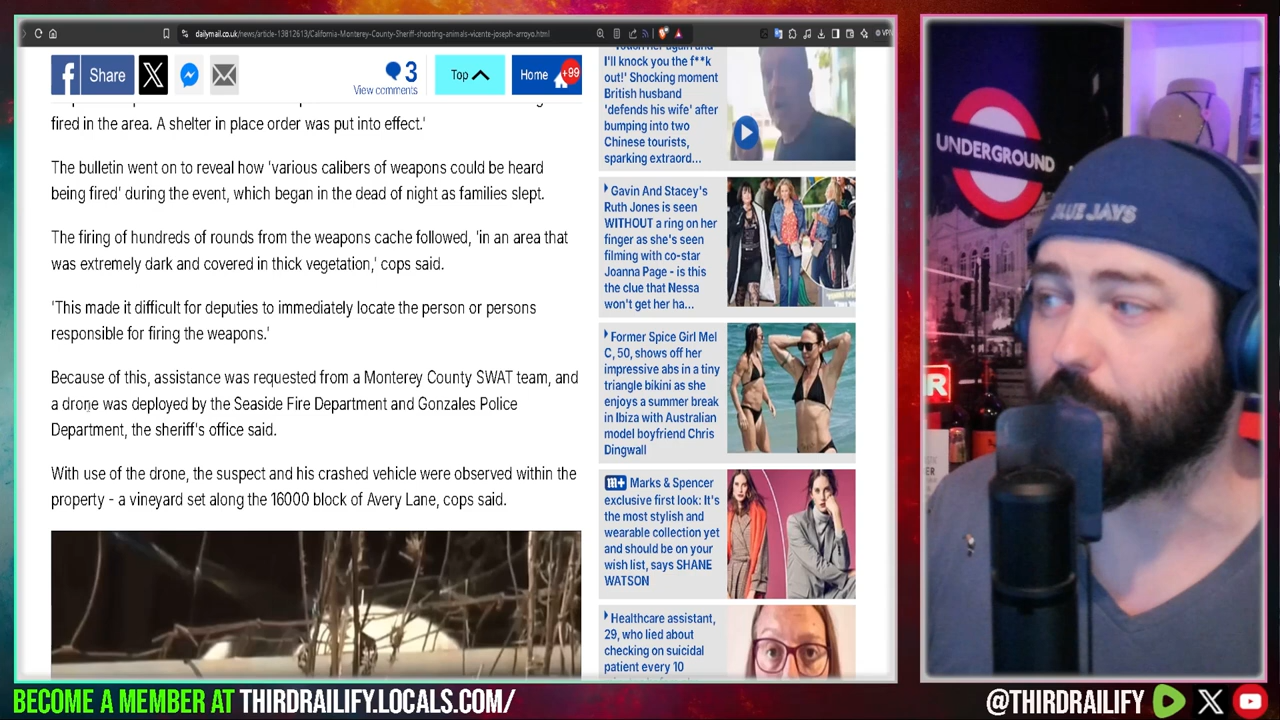 dailymail.co.uk/news/article-13812613/California-Monterey-County-Sheriff-shooting-animals-vicente-joseph-arroyo.html
Share
3
View comments
Top
Home
+99
fired in the area. A shelter in place order was put into effect.'
The bulletin went on to reveal how 'various calibers of weapons could be heard
being fired' during the event, which began in the dead of night as families slept.
The firing of hundreds of rounds from the weapons cache followed, 'in an area that
was extremely dark and covered in thick vegetation,' cops said.
'This made it difficult for deputies to immediately locate the person or persons
responsible for firing the weapons.'
Because of this, assistance was requested from a Monterey County SWAT team, and
a drone was deployed by the Seaside Fire Department and Gonzales Police
Department, the sheriff's office said.
With use of the drone, the suspect and his crashed vehicle were observed within the
property - a vineyard set along the 16000 block of Avery Lane, cops said.
I'll knock you the f**k
out!' Shocking moment
British husband
'defends his wife' after
bumping into two
Chinese tourists,
sparking extraord...
Gavin And Stacey's
Ruth Jones is seen
WITHOUT a ring on her
finger as she's seen
filming with co-star
Joanna Page - is this
the clue that Nessa
won't get her ha...
Former Spice Girl Mel
C, 50, shows off her
impressive abs in a tiny
triangle bikini as she
enjoys a summer break
in Ibiza with Australian
model boyfriend Chris
Dingwall
m+ Marks & Spencer
exclusive first look: It's
the most stylish and
wearable collection yet
and should be on your
wish list, says SHANE
WATSON
Healthcare assistant,
29, who lied about
checking on suicidal
patient every 10
UNDERGROUND
BLUE JAYS
R
BECOME A MEMBER AT THIRDRAILIFY.LOCALS.COM/
@THIRDRAILIFY